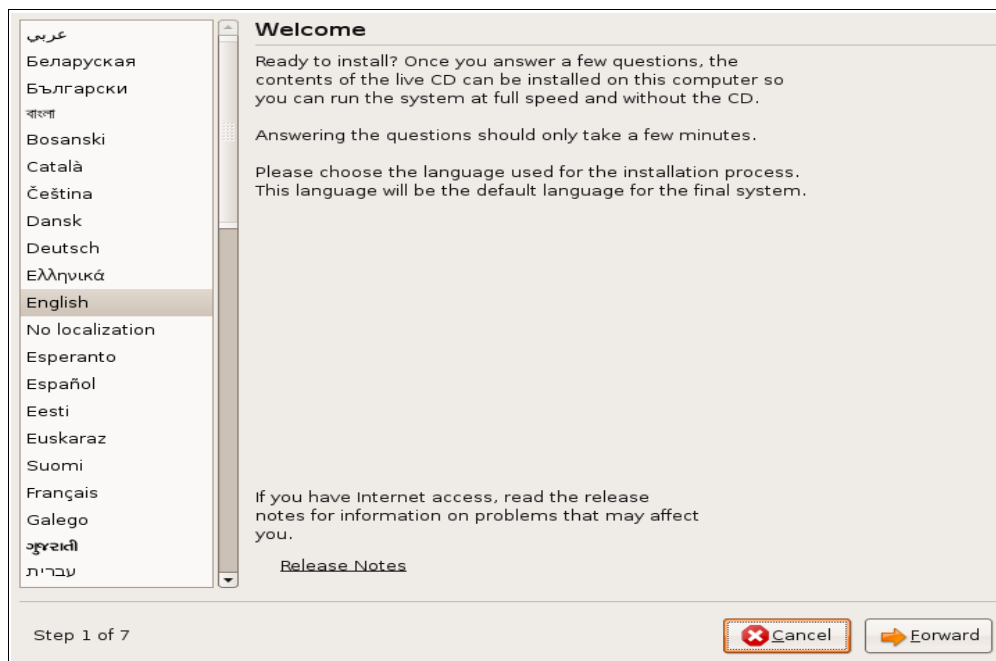 عربي
Беларуская
Български
বাংলা
Bosanski
Català
Čeština
Dansk
Deutsch
Ελληνικά
English
No localization
Esperanto
Español
Eesti
Euskaraz
Suomi
Français
Galego
ગુજરાતી
עברית
Welcome
Ready to install? Once you answer a few questions, the
contents of the live CD can be installed on this computer so
you can run the system at full speed and without the CD.
Answering the questions should only take a few minutes.
Please choose the language used for the installation process.
This language will be the default language for the final system.
If you have Internet access, read the release
notes for information on problems that may affect
you.
Release Notes
Step 1 of 7
Cancel
Forward